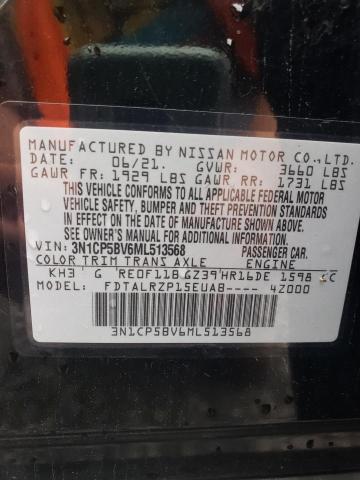 MANUFACTURED BY NISSAN MOTOR CO.,LTD.
DATE: 06/21. GVWR: 3660 LBS
GAWR FR: 1929 LBS GAWR RR: 1731 LBS
THIS VEHICLE CONFORMS TO ALL APPLICABLE FEDERAL MOTOR
VEHICLE SAFETY, BUMPER AND THEFT PREVENTION STANDARDS
IN EFFECT ON THE DATE OF MANUFACTURE SHOWN ABOVE.
SEE OWNER'S MANUAL FOR ADDITIONAL INFORMATION
VIN: 3N1CP5BV6ML513568 PASSENGER CAR.
COLOR TRIM TRANS AXLE ENGINE
KH3 G RE0F11B GZ39 HR16DE 1598 CC
MODEL: FDTALRZP15EUAB---- 4Z000
3N1CP5BV6ML513568